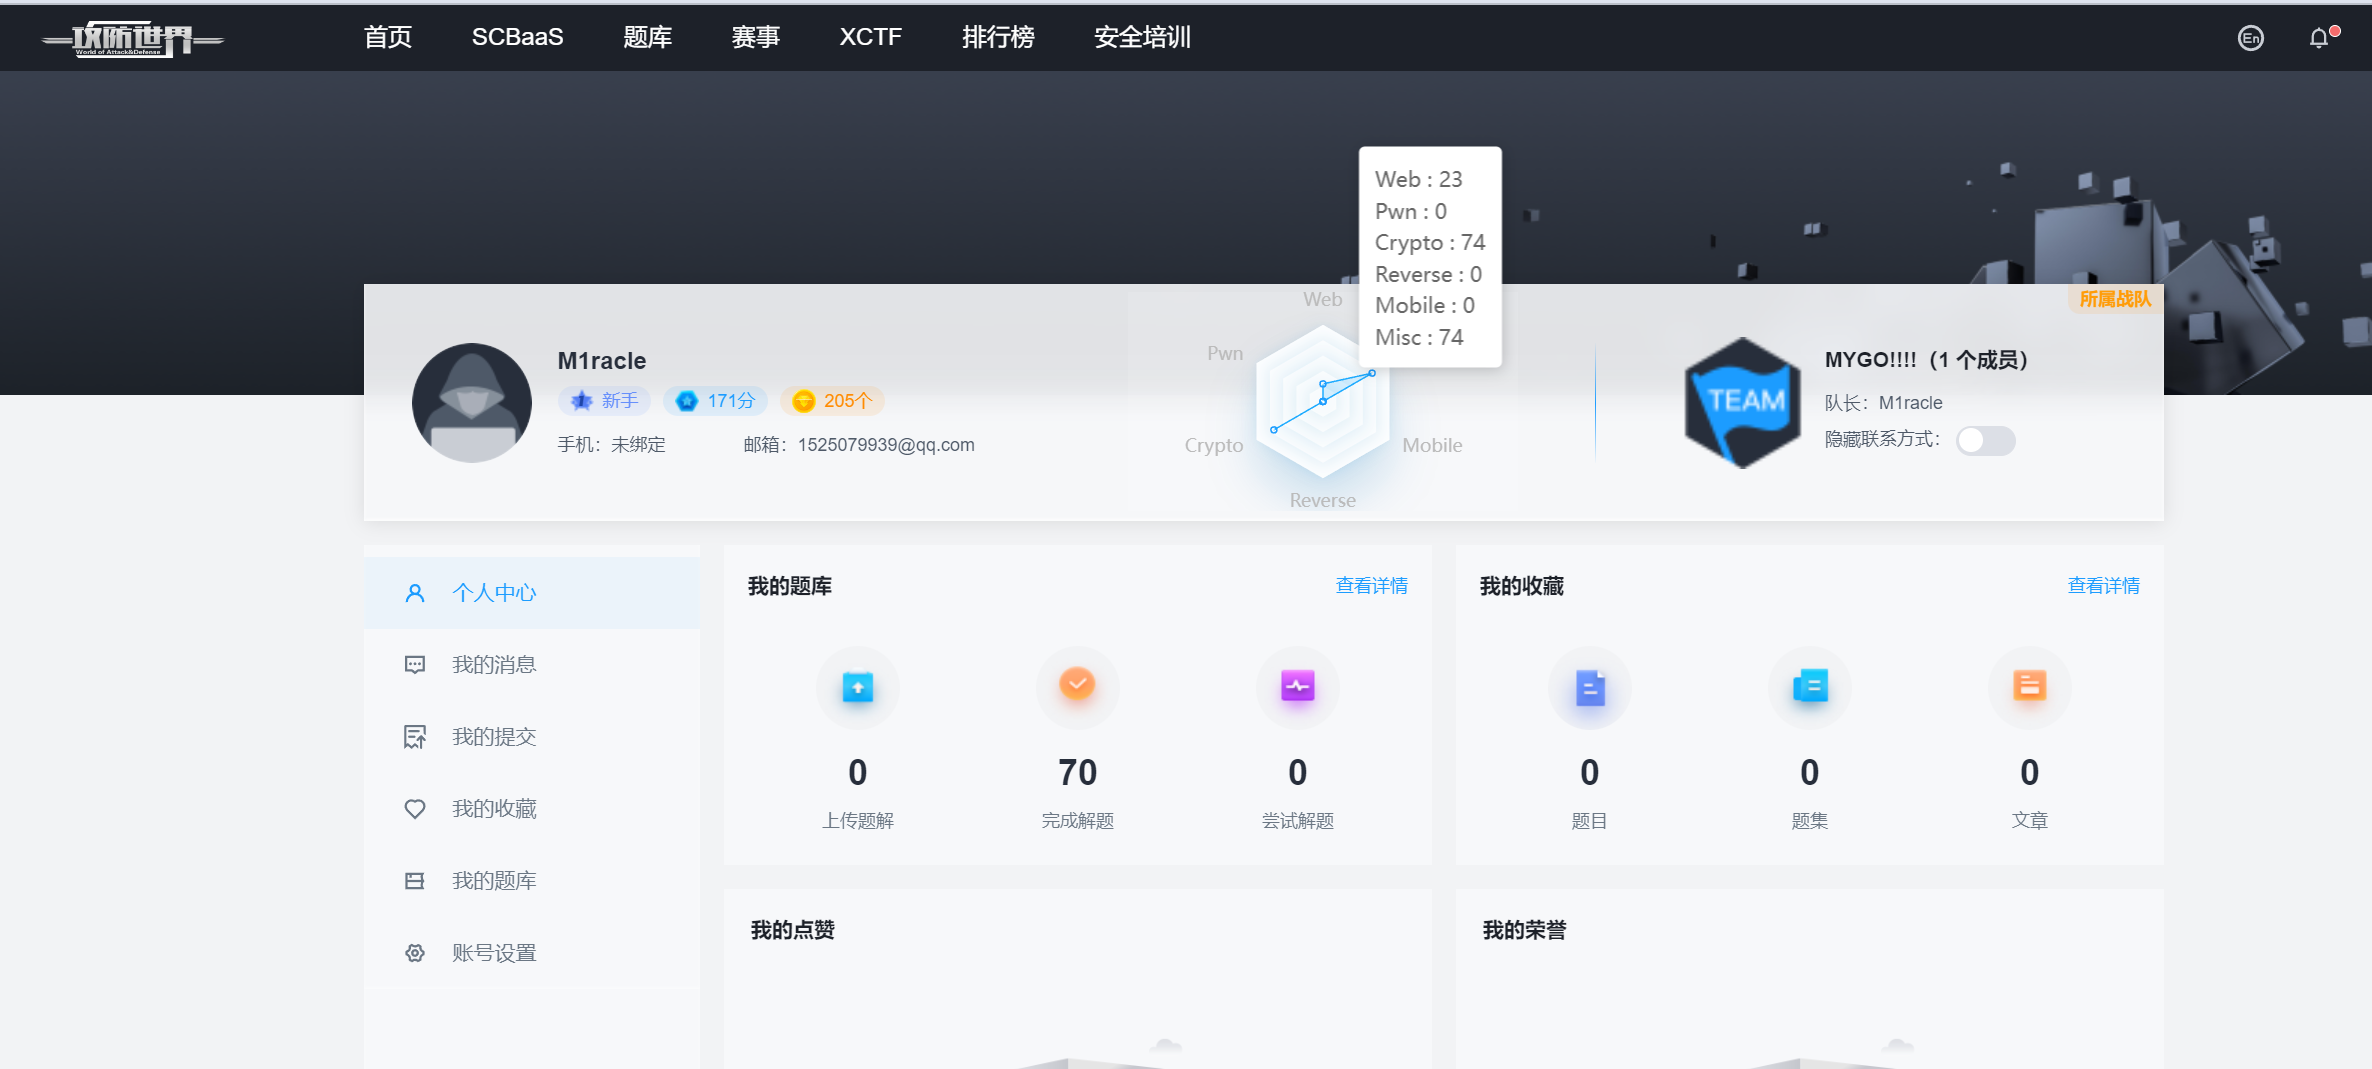 攻防世界
World of Attack&Defense
首页
SCBaaS
题库
赛事
XCTF
排行榜
安全培训
En
Web : 23
Pwn : 0
Crypto : 74
Reverse : 0
Mobile : 0
Misc : 74
M1racle
1 新手
171分
205个
手机：未绑定
邮箱：1525079939@qq.com
Web
Pwn
Crypto
Reverse
Mobile
所属战队
TEAM
MYGO!!!!（1 个成员）
队长：M1racle
隐藏联系方式：
个人中心
我的消息
我的提交
我的收藏
我的题库
账号设置
我的题库
查看详情
0
70
0
上传题解
完成解题
尝试解题
我的收藏
查看详情
0
0
0
题目
题集
文章
我的点赞
我的荣誉